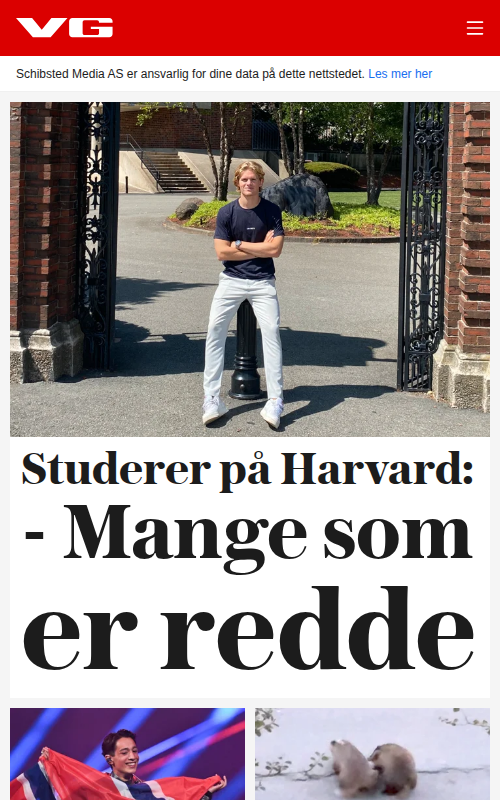 VG
Schibsted Media AS er ansvarlig for dine data på dette nettstedet. Les mer her
Studerer på Harvard:
- Mange som
er redde